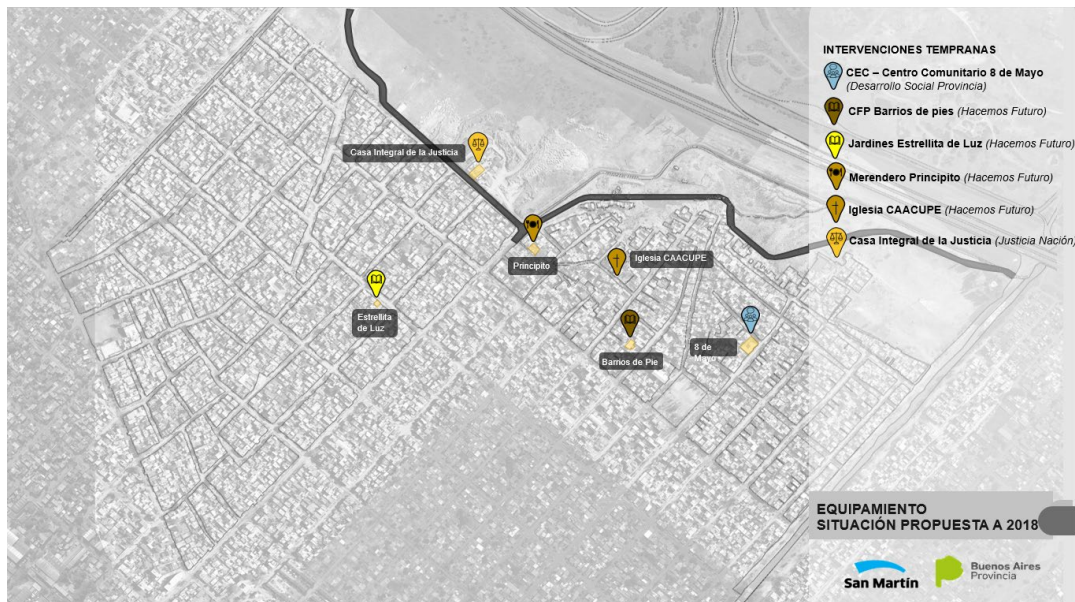 INTERVENCIONES TEMPRANAS
CEC – Centro Comunitario 8 de Mayo
(Desarrollo Social Provincia)
CFP Barrios de pies (Hacemos Futuro)
Jardines Estrellita de Luz (Hacemos Futuro)
Merendero Principito (Hacemos Futuro)
Iglesia CAACUPE (Hacemos Futuro)
Casa Integral de la Justicia (Justicia Nación)
Casa Integral de la Justicia
Principito
Iglesia CAACUPE
Estrellita
de Luz
Barrios de Pie
8 de
Mayo
EQUIPAMIENTO
SITUACIÓN PROPUESTA A 2018
San Martín
Buenos Aires
Provincia